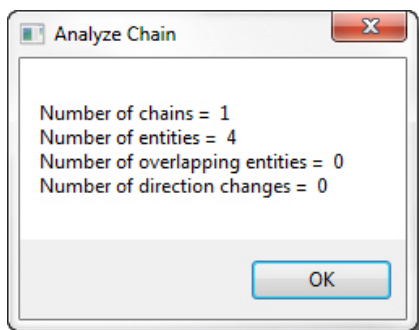 Analyze Chain
Number of chains = 1
Number of entities = 4
Number of overlapping entities = 0
Number of direction changes = 0
OK